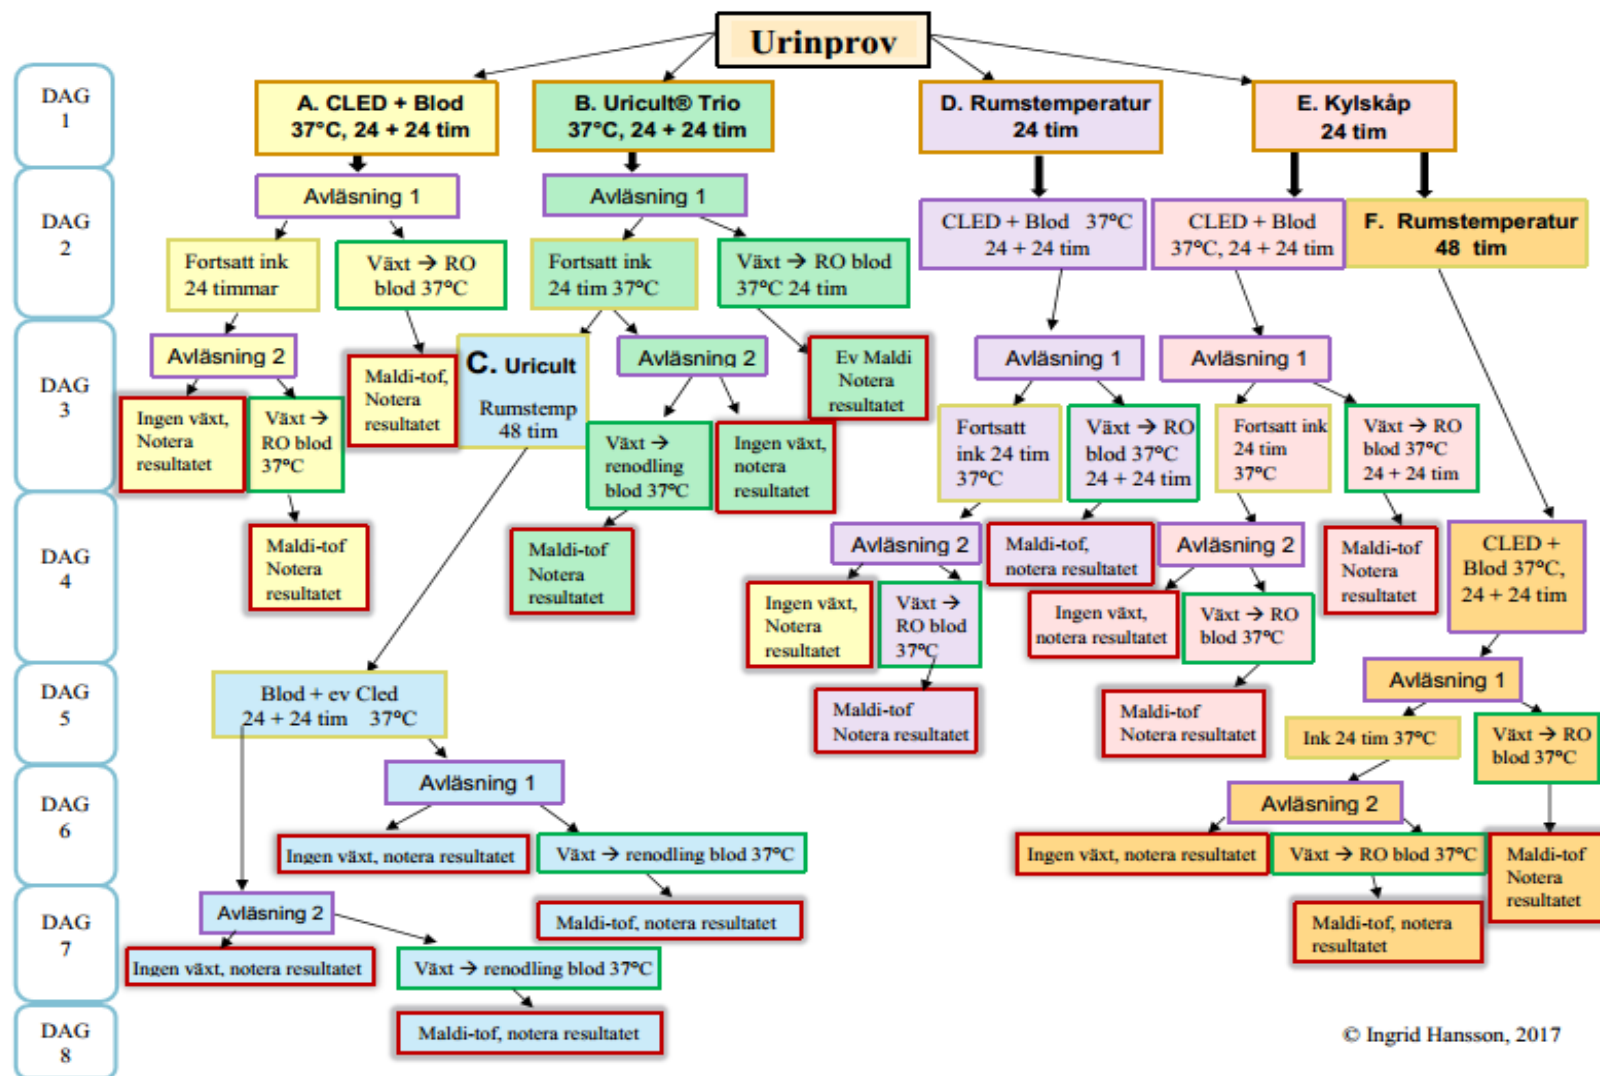 Urinprov
DAG
1
A. CLED + Blod
37°C, 24 + 24 tim
B. Uricult® Trio
37°C, 24 + 24 tim
D. Rumstemperatur
24 tim
E. Kylskåp
24 tim
DAG
2
Avläsning 1
Fortsatt ink
24 timmar
Växt → RO
blod 37°C
Avläsning 1
Fortsatt ink
24 tim 37°C
Växt → RO blod
37°C 24 tim
CLED + Blod 37°C
24 + 24 tim
CLED + Blod
37°C, 24 + 24 tim
F. Rumstemperatur
48 tim
DAG
3
Avläsning 2
Ingen växt,
Notera
resultatet
Växt →
RO blod
37°C
Maldi-tof,
Notera
resultatet
C. Uricult
Rumstemp
48 tim
Avläsning 2
Växt →
renodling
blod 37°C
Ingen växt,
notera
resultatet
Ev Maldi
Notera
resultatet
Avläsning 1
Fortsatt
ink 24 tim
37°C
Växt → RO
blod 37°C
24 + 24 tim
Avläsning 1
Fortsatt ink
24 tim
37°C
Växt → RO
blod 37°C
24 + 24 tim
DAG
4
Maldi-tof
Notera
resultatet
Maldi-tof
Notera
resultatet
Avläsning 2
Ingen växt,
Notera
resultatet
Växt →
RO blod
37°C
Maldi-tof,
notera resultatet
Avläsning 2
Ingen växt,
notera resultatet
Växt → RO
blod 37°C
Maldi-tof
Notera
resultatet
CLED +
Blod 37°C,
24 + 24 tim
DAG
5
Blod + ev Cled
24 + 24 tim 37°C
Maldi-tof
Notera resultatet
Maldi-tof
Notera resultatet
Avläsning 1
Ink 24 tim 37°C
Växt → RO
blod 37°C
DAG
6
Avläsning 1
Ingen växt, notera resultatet
Växt → renodling blod 37°C
Avläsning 2
Ingen växt, notera resultatet
Växt → RO blod 37°C
Maldi-tof
Notera
resultatet
DAG
7
Avläsning 2
Ingen växt, notera resultatet
Växt → renodling blod 37°C
Maldi-tof, notera resultatet
Maldi-tof, notera
resultatet
DAG
8
Maldi-tof, notera resultatet
© Ingrid Hansson, 2017